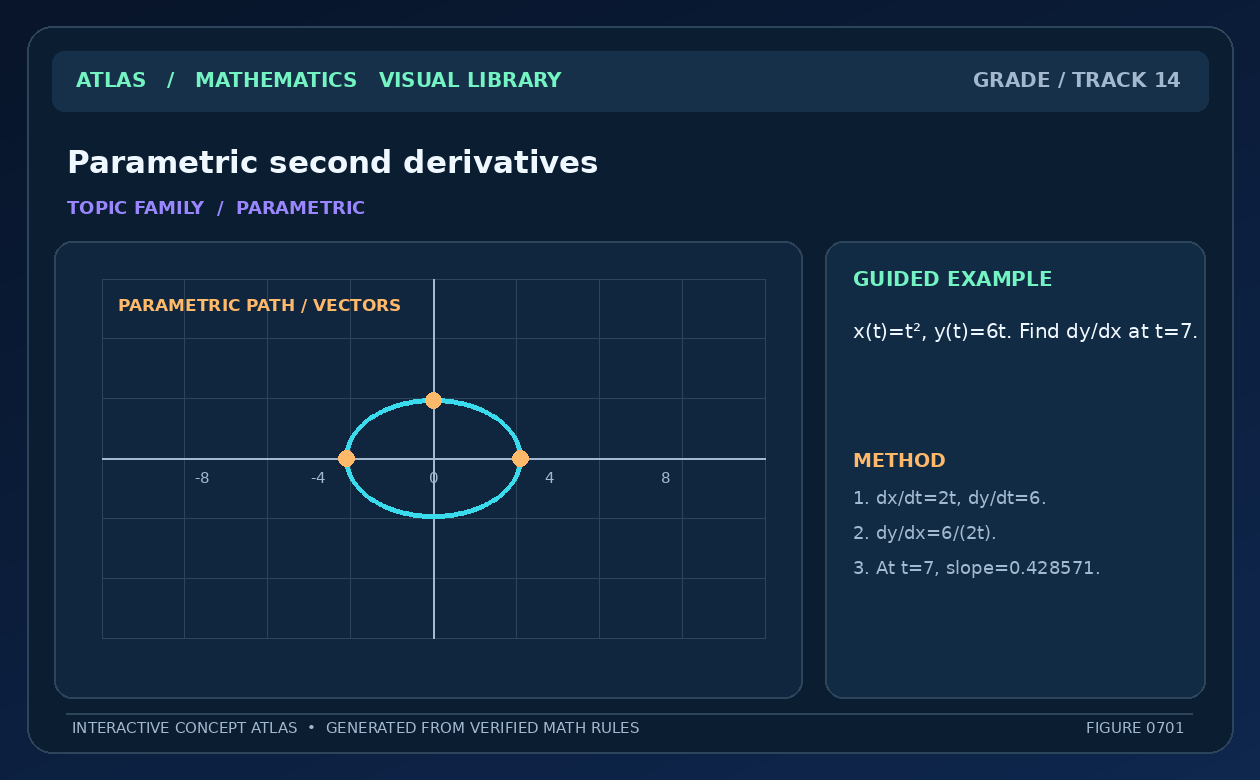 ATLAS / MATHEMATICS VISUAL LIBRARY
GRADE / TRACK 14
Parametric second derivatives
TOPIC FAMILY / PARAMETRIC
PARAMETRIC PATH / VECTORS
-8 -4 0 4 8
GUIDED EXAMPLE
x(t)=t², y(t)=6t. Find dy/dx at t=7.
METHOD
1. dx/dt=2t, dy/dt=6.
2. dy/dx=6/(2t).
3. At t=7, slope=0.428571.
INTERACTIVE CONCEPT ATLAS • GENERATED FROM VERIFIED MATH RULES
FIGURE 0701